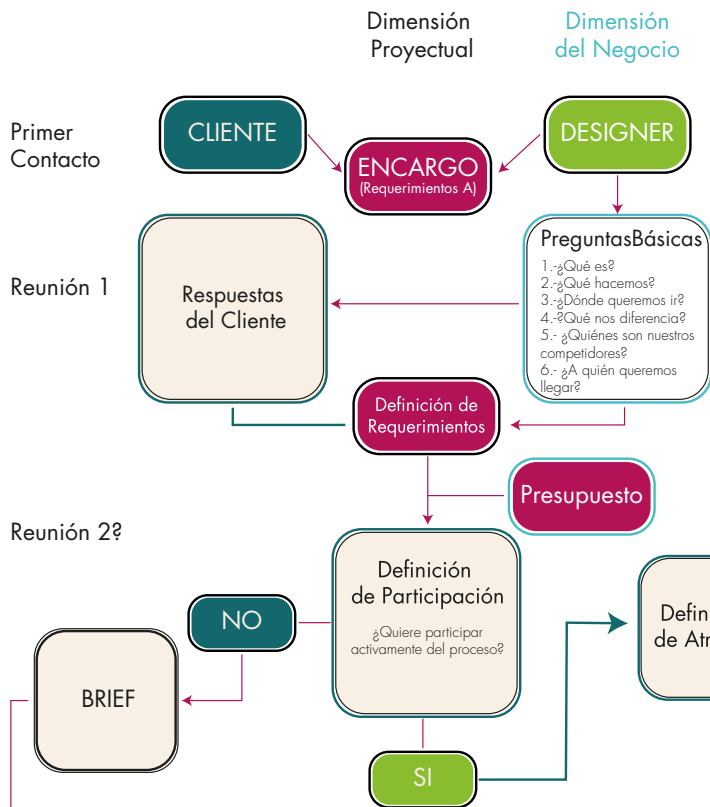 Dimensión
Proyectual
Dimensión
del Negocio
Primer
Contacto
CLIENTE
DESIGNER
ENCARGO
(Requerimientos A)
Reunión 1
Respuestas
del Cliente
PreguntasBásicas
1.-¿Qué es?
2.-¿Qué hacemos?
3.-¿Dónde queremos ir?
4.-?Qué nos diferencia?
5.- ¿Quiénes son nuestros
competidores?
6.- ¿A quién queremos
llegar?
Definición de
Requerimientos
Presupuesto
Reunión 2?
Definición
de Participación
¿Quiere participar
activamente del proceso?
NO
BRIEF
SI
Defin
de Atr